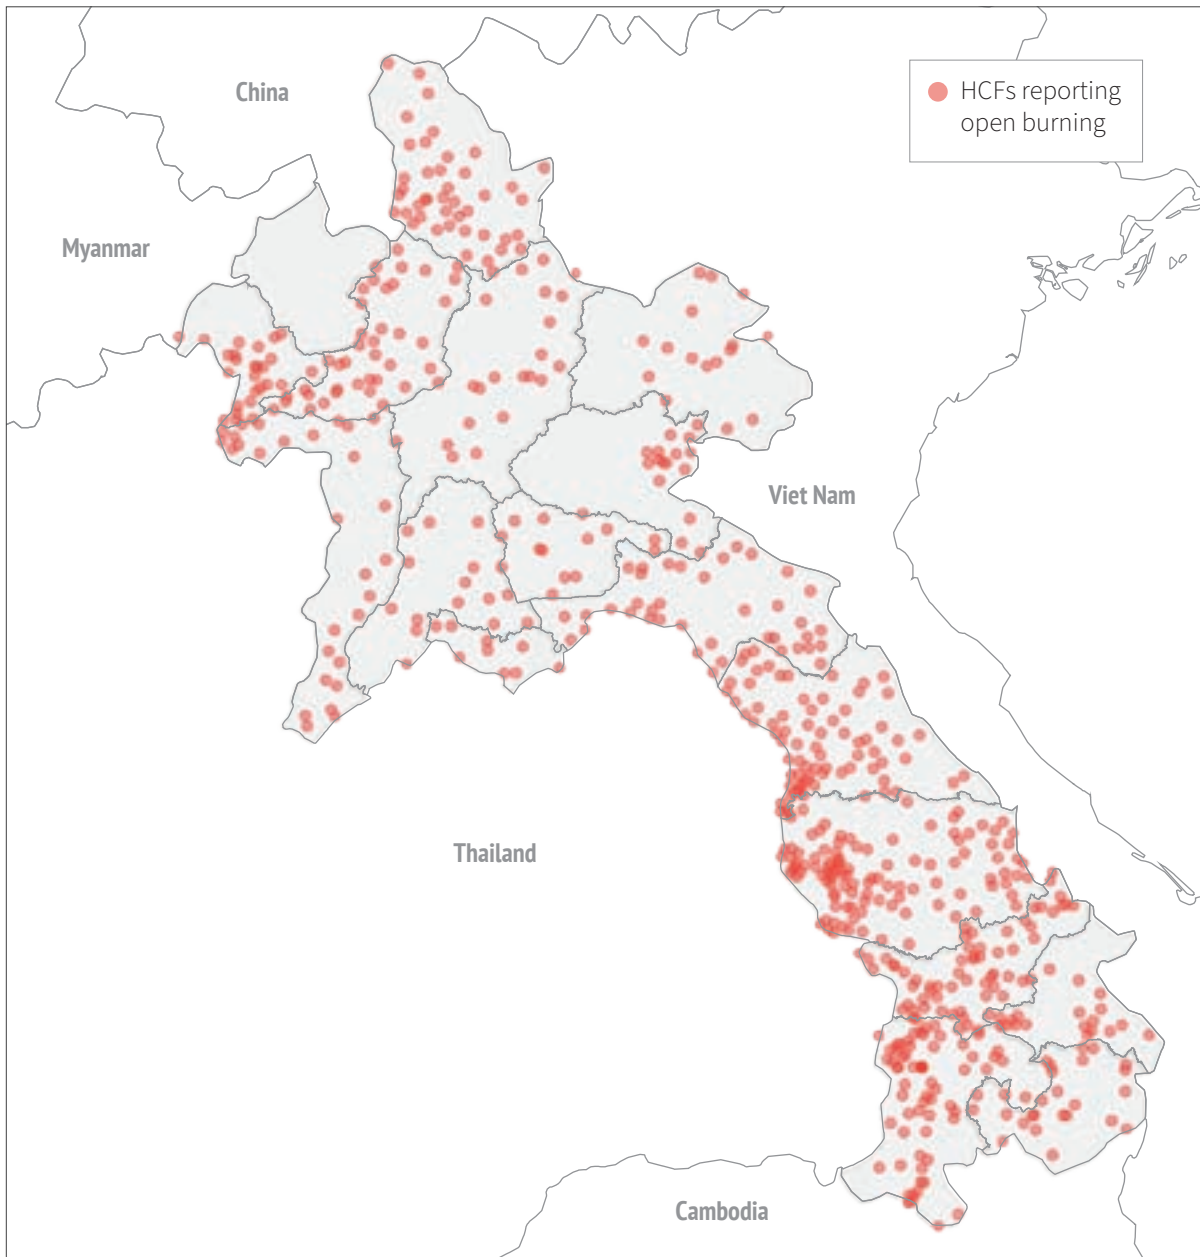 China
HCFs reporting
open burning
Myanmar
Viet Nam
Thailand
Cambodia